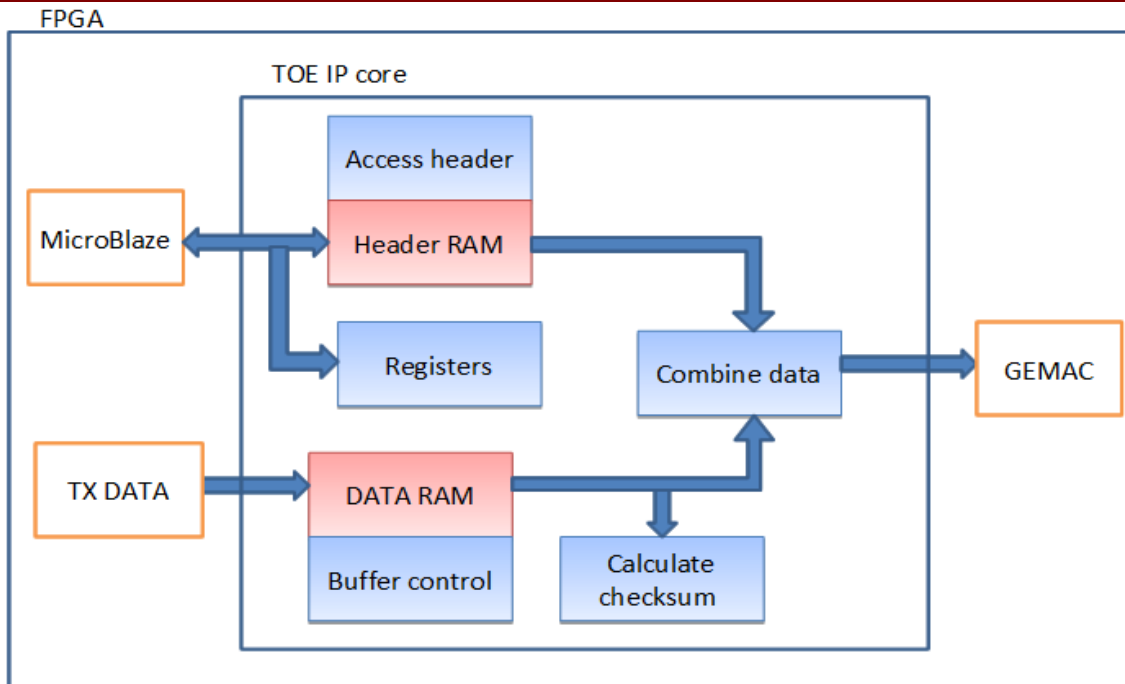 FPGA
TOE IP core
Access header
MicroBlaze
Header RAM
Registers
Combine data
GEMAC
TX DATA
DATA RAM
Buffer control
Calculate
checksum